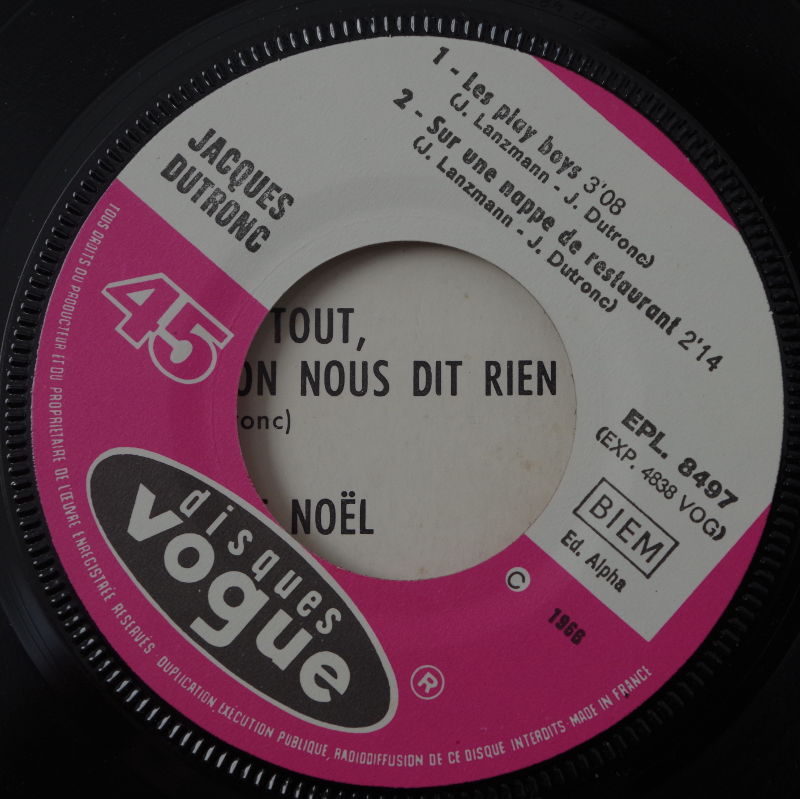 JACQUES
DUTRONC
1 - Les play boys 3'08
(J. Lanzmann - J. Dutronc)
2 - Sur une nappe de restaurant 2'14
(J. Lanzmann - J. Dutronc)
45
EPL. 8497
(EXP. 4838 VOG)
BIEM
Ed. Alpha
© 1966
disques
vogue
®
TOUS DROITS DU PRODUCTEUR ET DU PROPRIETAIRE DE L'ŒUVRE ENREGISTRÉE RESERVÉS DUPLICATION, EXÉCUTION PUBLIQUE, RADIODIFFUSION DE CE DISQUE INTERDITS MADE IN FRANCE
TOUT,
ON NOUS DIT RIEN
ronc)
NOËL